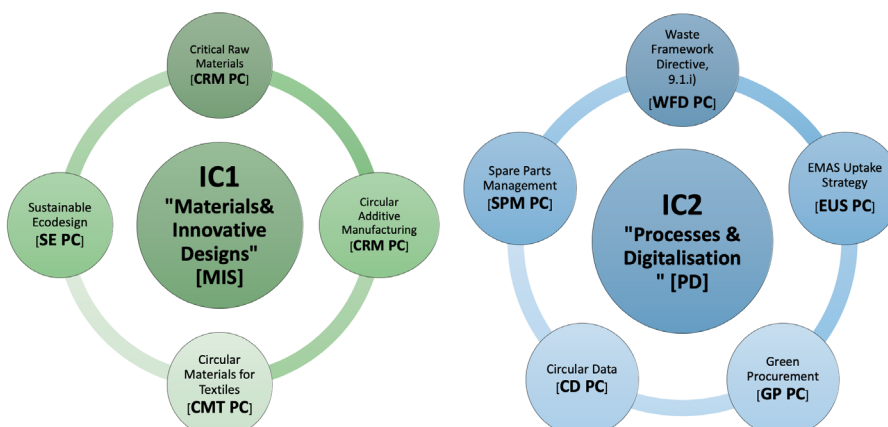 Critical Raw
Materials
[CRM PC]
IC1
"Materials&
Innovative
Designs"
[MIS]
Sustainable
Ecodesign
[SE PC]
Circular
Additive
Manufacturing
[CRM PC]
Circular
Materials for
Textiles
[CMT PC]
Waste
Framework
Directive,
9.1.i)
[WFD PC]
Spare Parts
Management
[SPM PC]
EMAS Uptake
Strategy
[EUS PC]
IC2
"Processes &
Digitalisation
" [PD]
Circular Data
[CD PC]
Green
Procurement
[GP PC]